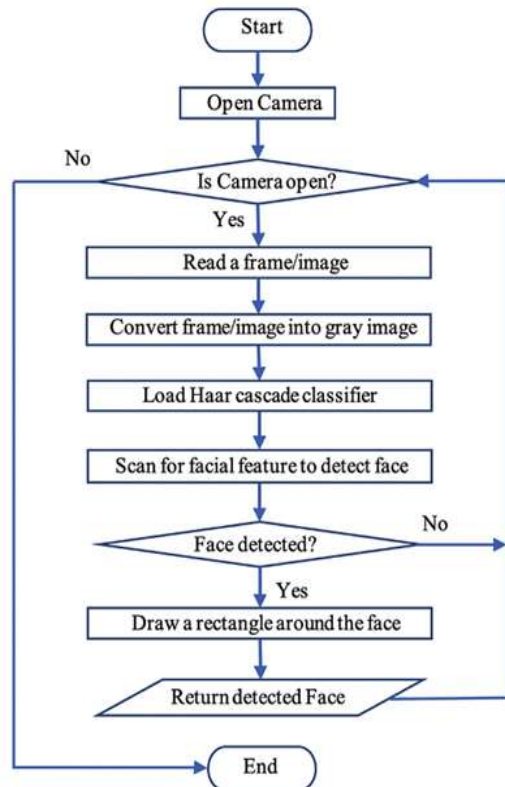 Start
Open Camera
No
Is Camera open?
Yes
Read a frame/image
Convert frame/image into gray image
Load Haar cascade classifier
Scan for facial feature to detect face
No
Face detected?
Yes
Draw a rectangle around the face
Return detected Face
End